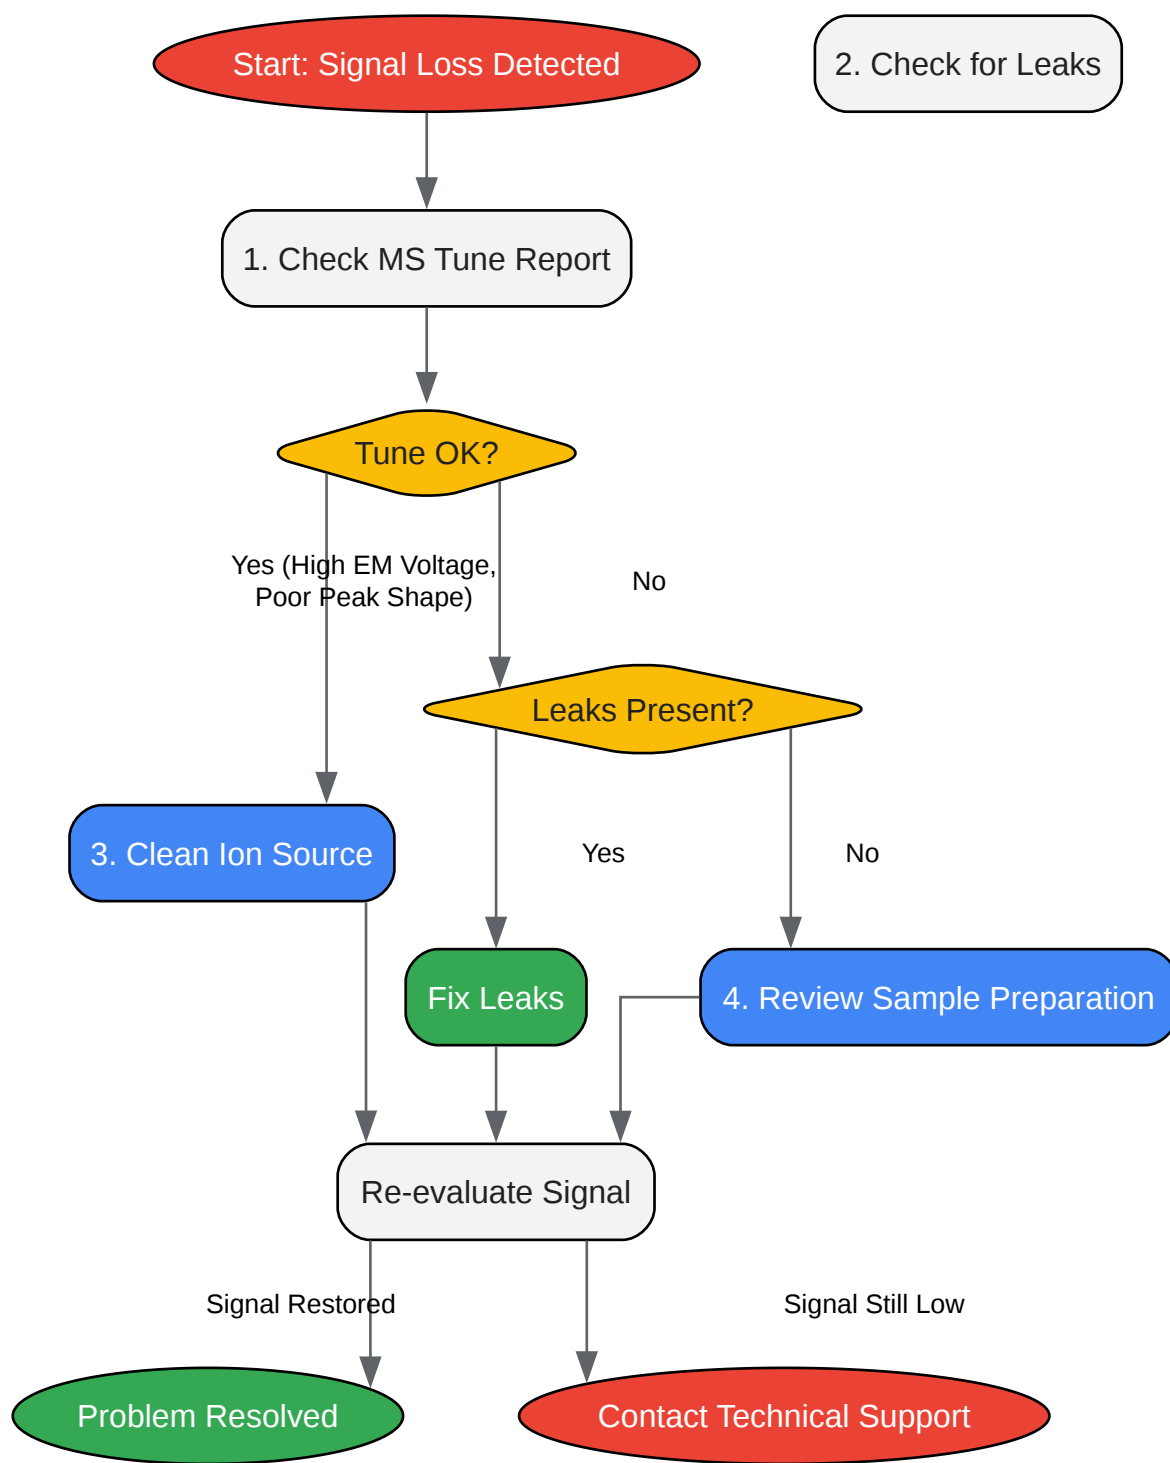 Start: Signal Loss Detected
2. Check for Leaks
1. Check MS Tune Report
Tune OK?
Yes (High EM Voltage,
Poor Peak Shape)
No
Leaks Present?
3. Clean Ion Source
Yes
No
Fix Leaks
4. Review Sample Preparation
Re-evaluate Signal
Signal Restored
Signal Still Low
Problem Resolved
Contact Technical Support